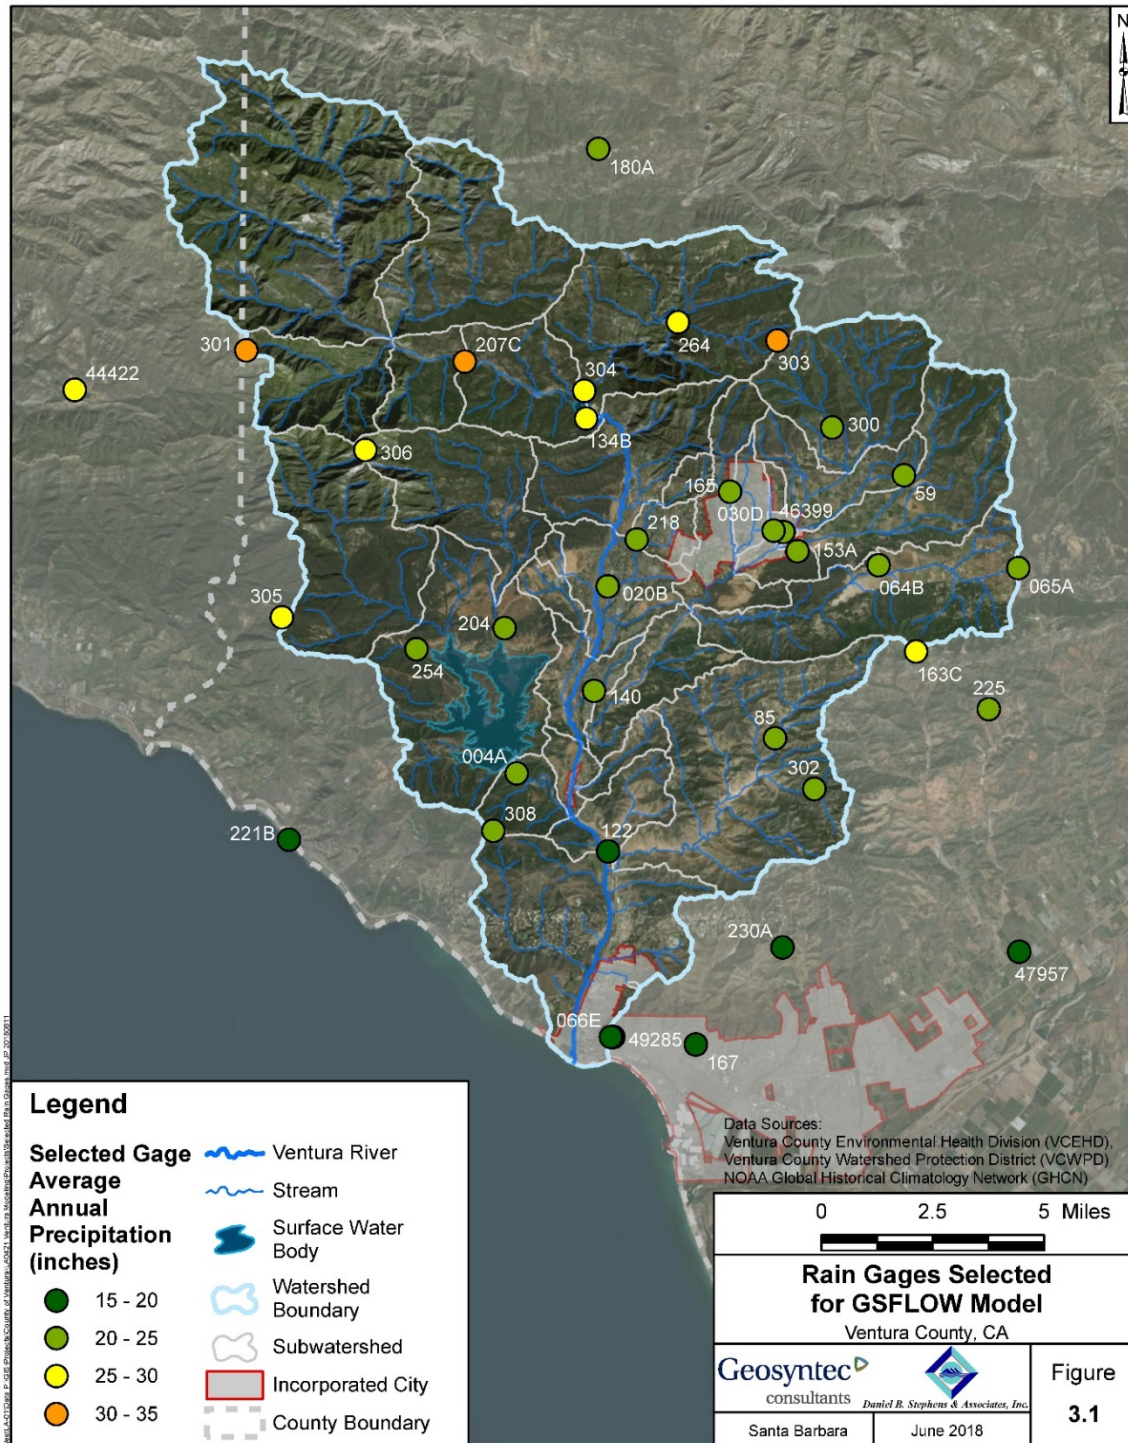 N
180A
301
207C
264
303
44422
304
134B
300
306
59
165
030D
46399
218
153A
064B
065A
020B
305
204
254
163C
225
140
85
004A
302
308
122
221B
230A
47957
066E
49285
167
Data Sources:
Ventura County Environmental Health Division (VCEHD),
Ventura County Watershed Protection District (VCWPD)
NOAA Global Historical Climatology Network (GHCN)
Legend
Selected Gage
Average
Annual
Precipitation
(inches)
15 - 20
20 - 25
25 - 30
30 - 35
Ventura River
Stream
Surface Water
Body
Watershed
Boundary
Subwatershed
Incorporated City
County Boundary
0 2.5 5 Miles
Rain Gages Selected
for GSFLOW Model
Ventura County, CA
Geosyntec
consultants
Daniel B. Stephens & Associates, Inc.
Figure
3.1
Santa Barbara
June 2018